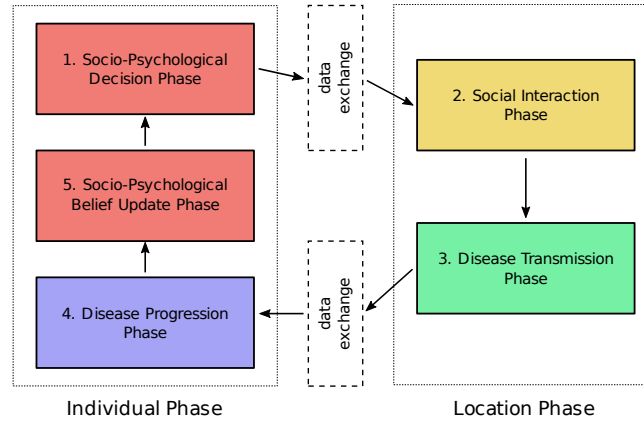 1. Socio-Psychological
Decision Phase
data
exchange
2. Social Interaction
Phase
5. Socio-Psychological
Belief Update Phase
3. Disease Transmission
Phase
4. Disease Progression
Phase
data
exchange
Individual Phase
Location Phase